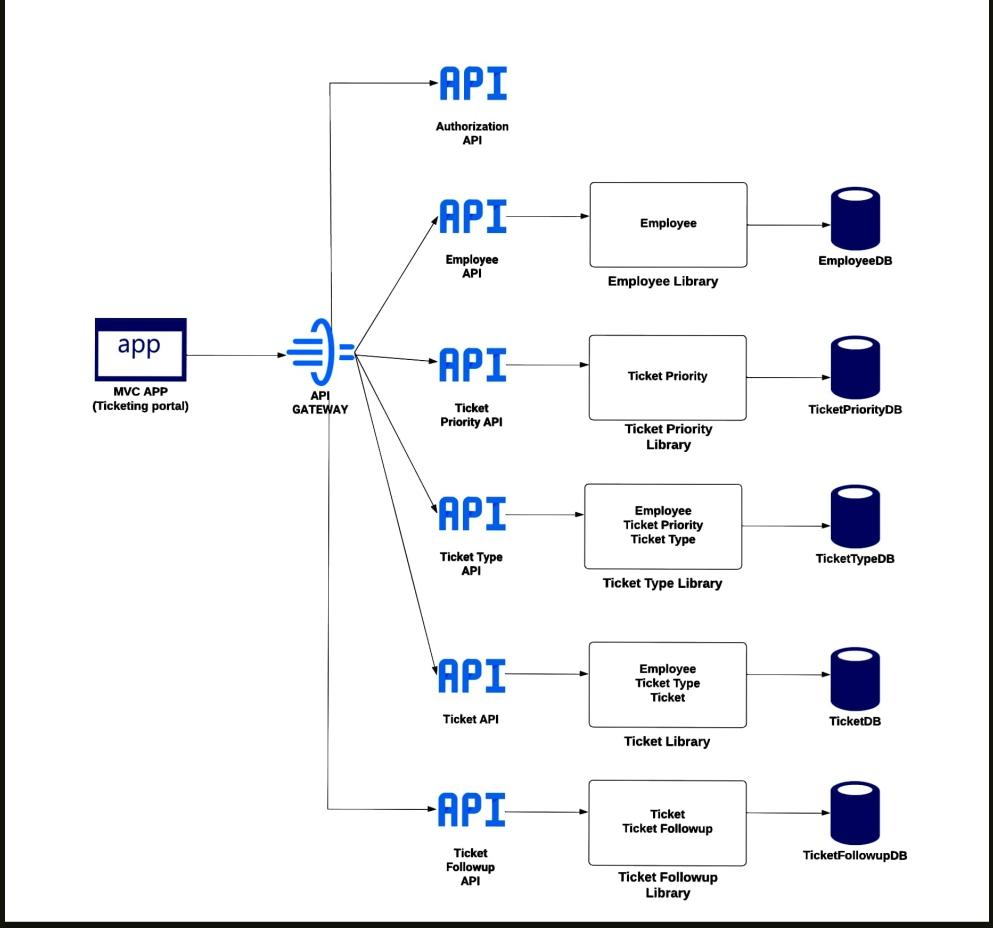 API
Authorization
API
API
Employee
API
Employee
Employee Library
EmployeeDB
app
MVC APP
(Ticketing portal)
API
GATEWAY
API
Ticket
Priority API
Ticket Priority
Ticket Priority
Library
TicketPriorityDB
API
Ticket Type
API
Employee
Ticket Priority
Ticket Type
Ticket Type Library
TicketTypeDB
API
Ticket API
Employee
Ticket Type
Ticket
Ticket Library
TicketDB
API
Ticket
Followup
API
Ticket
Ticket Followup
Ticket Followup
Library
TicketFollowupDB